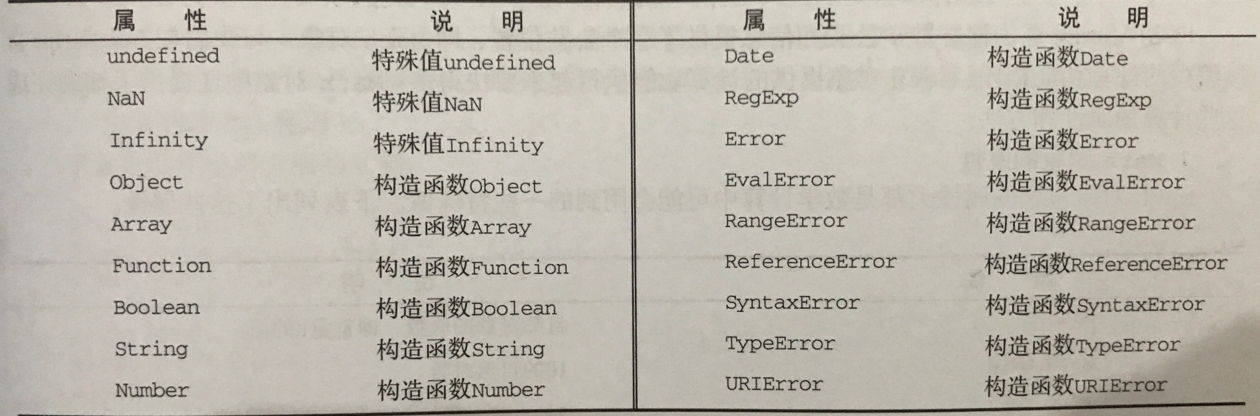 属 性 说 明 属 性 说 明
undefined 特殊值undefined Date 构造函数Date
NaN 特殊值NaN RegExp 构造函数RegExp
Infinity 特殊值Infinity Error 构造函数Error
Object 构造函数Object EvalError 构造函数EvalError
Array 构造函数Array RangeError 构造函数RangeError
Function 构造函数Function ReferenceError 构造函数ReferenceError
Boolean 构造函数Boolean SyntaxError 构造函数SyntaxError
String 构造函数String TypeError 构造函数TypeError
Number 构造函数Number URIError 构造函数URIError